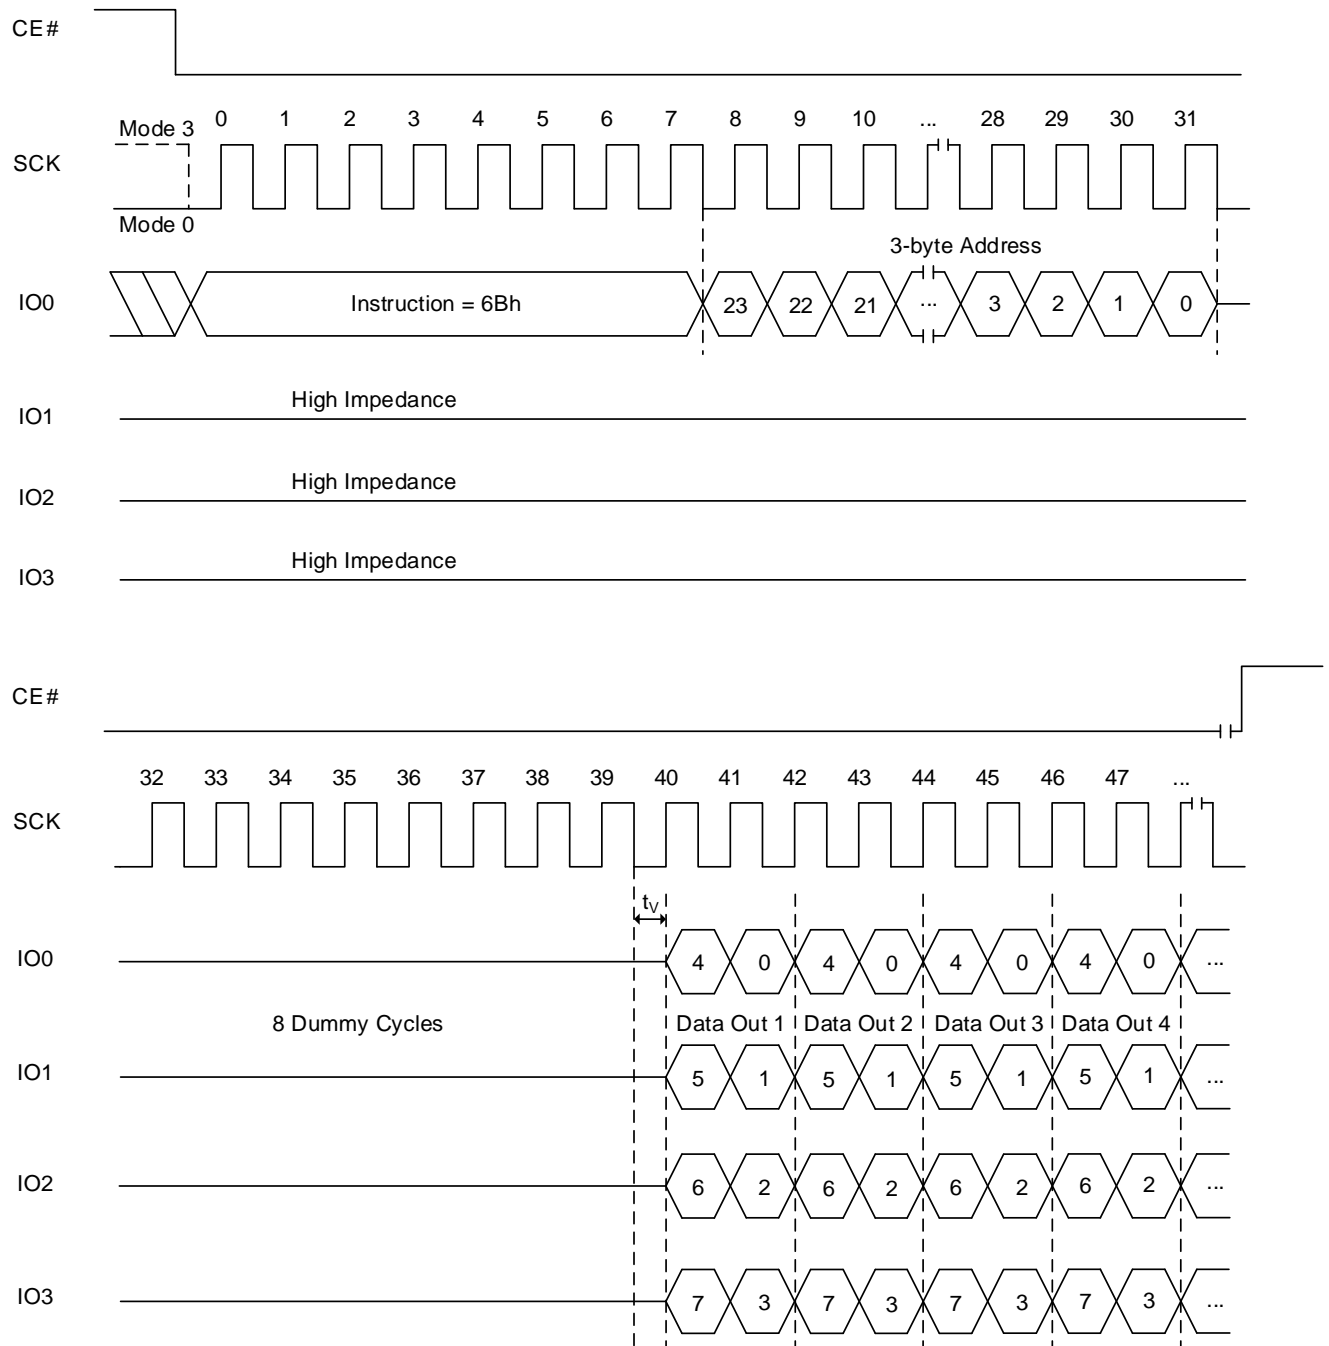 CE#
Mode 3 0 1 2 3 4 5 6 7 8 9 10 ... 28 29 30 31
SCK
Mode 0
3-byte Address
IO0 Instruction = 6Bh 23 22 21 ... 3 2 1 0
High Impedance
IO1
High Impedance
IO2
High Impedance
IO3
CE#
32 33 34 35 36 37 38 39 40 41 42 43 44 45 46 47 ...
SCK
tV
IO0 4 0 4 0 4 0 4 0 ...
8 Dummy Cycles Data Out 1 Data Out 2 Data Out 3 Data Out 4
IO1 5 1 5 1 5 1 5 1 ...
IO2 6 2 6 2 6 2 6 2 ...
IO3 7 3 7 3 7 3 7 3 ...